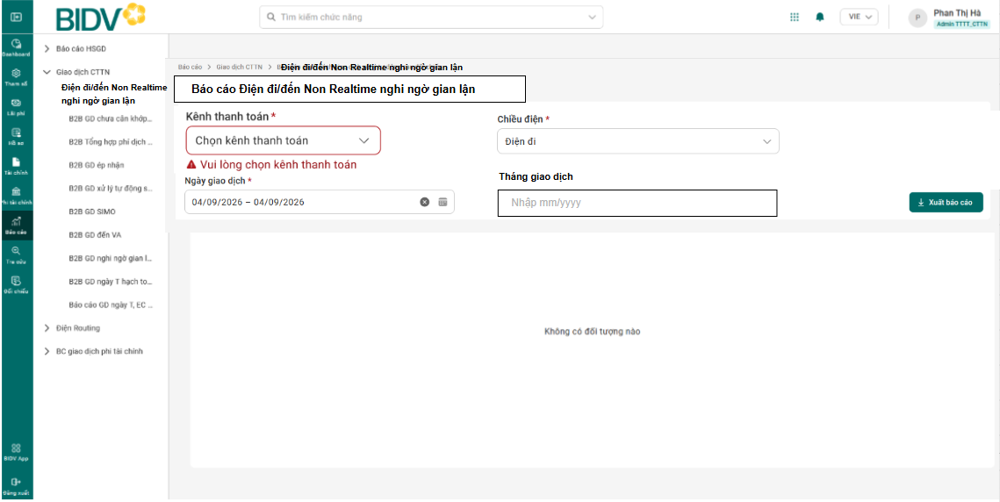 BIDV
Tìm kiếm chức năng
VIE
P
Phan Thị Hà
Admin TTTT_CTTN
Dashboard
Tham số
Lãi phí
Hồ sơ
Tài chính
Phi tài chính
Báo cáo
Tra cứu
Đối chiếu
BIDV App
Đăng xuất
Báo cáo HSGD
Giao dịch CTTN
Điện đi/đến Non Realtime
nghi ngờ gian lận
B2B GD chưa cân khớp...
B2B Tổng hợp phí dịch ...
B2B GD ép nhận
B2B GD xử lý tự động s...
B2B GD SIMO
B2B GD đến VA
B2B GD nghi ngờ gian l...
B2B GD ngày T hạch to...
Báo cáo GD ngày T, EC ...
Điện Routing
BC giao dịch phi tài chính
Báo cáo > Giao dịch CTTN > Điện đi/đến Non Realtime nghi ngờ gian lận
Báo cáo Điện đi/đến Non Realtime nghi ngờ gian lận
Kênh thanh toán *
Chọn kênh thanh toán
Vui lòng chọn kênh thanh toán
Chiều điện *
Điện đi
Ngày giao dịch *
04/09/2026 – 04/09/2026
Tháng giao dịch
Nhập mm/yyyy
Xuất báo cáo
Không có đối tượng nào